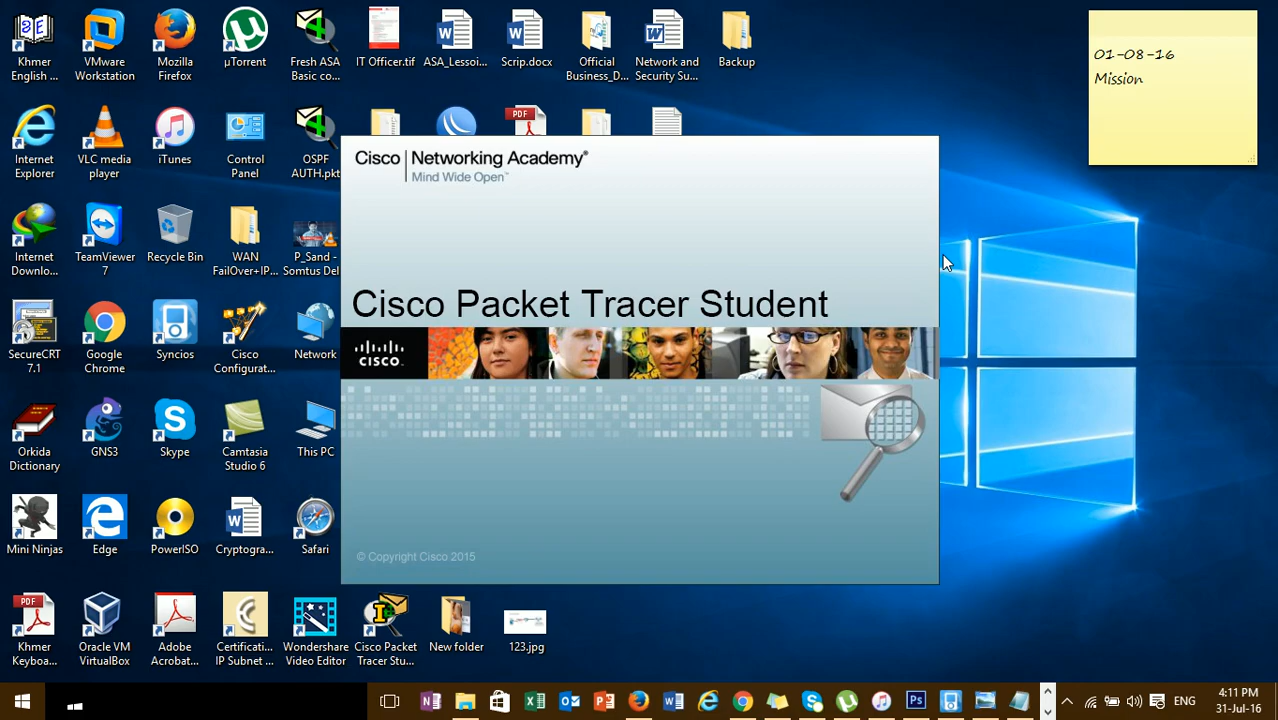 Khmer
English ...
VMware
Workstation
Mozilla
Firefox
µTorrent
Fresh ASA
Basic co...
IT Officer.tif
ASA_Lessoi...
Scrip.docx
Official
Business_D...
Network and
Security Su...
Backup
01-08-16
Mission
Internet
Explorer
VLC media
player
iTunes
Control
Panel
OSPF
AUTH.pkt
PDF
Cisco Networking Academy®
Mind Wide Open™
Internet
Downlo...
TeamViewer
7
Recycle Bin
WAN
FailOver+IP...
P_Sand -
Somtus Del
Cisco Packet Tracer Student
CISCO
SecureCRT
7.1
Google
Chrome
Syncios
Cisco
Configurat...
Network
Orkida
Dictionary
GNS3
Skype
Camtasia
Studio 6
This PC
Mini Ninjas
Edge
PowerISO
Cryptogra...
Safari
© Copyright Cisco 2015
PDF
Khmer
Keyboa...
Oracle VM
VirtualBox
Adobe
Acrobat...
Certificati...
IP Subnet ...
Wondershare
Video Editor
Cisco Packet
Tracer Stu...
New folder
123.jpg
ENG
4:11 PM
31-Jul-16